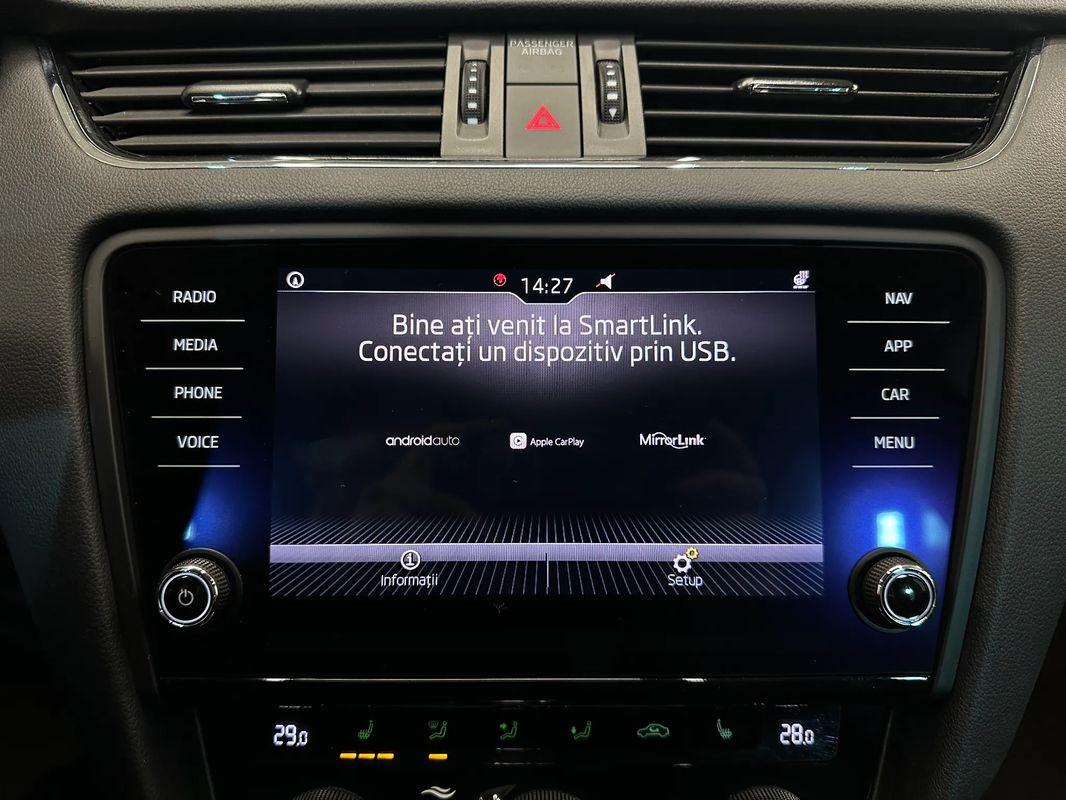 PASSENGER
AIRBAG
14:27
RADIO
MEDIA
PHONE
VOICE
Bine ați venit la SmartLink.
Conectați un dispozitiv prin USB.
androidauto
Apple CarPlay
MirrorLink
Informații
Setup
NAV
APP
CAR
MENU
29.0
28.0